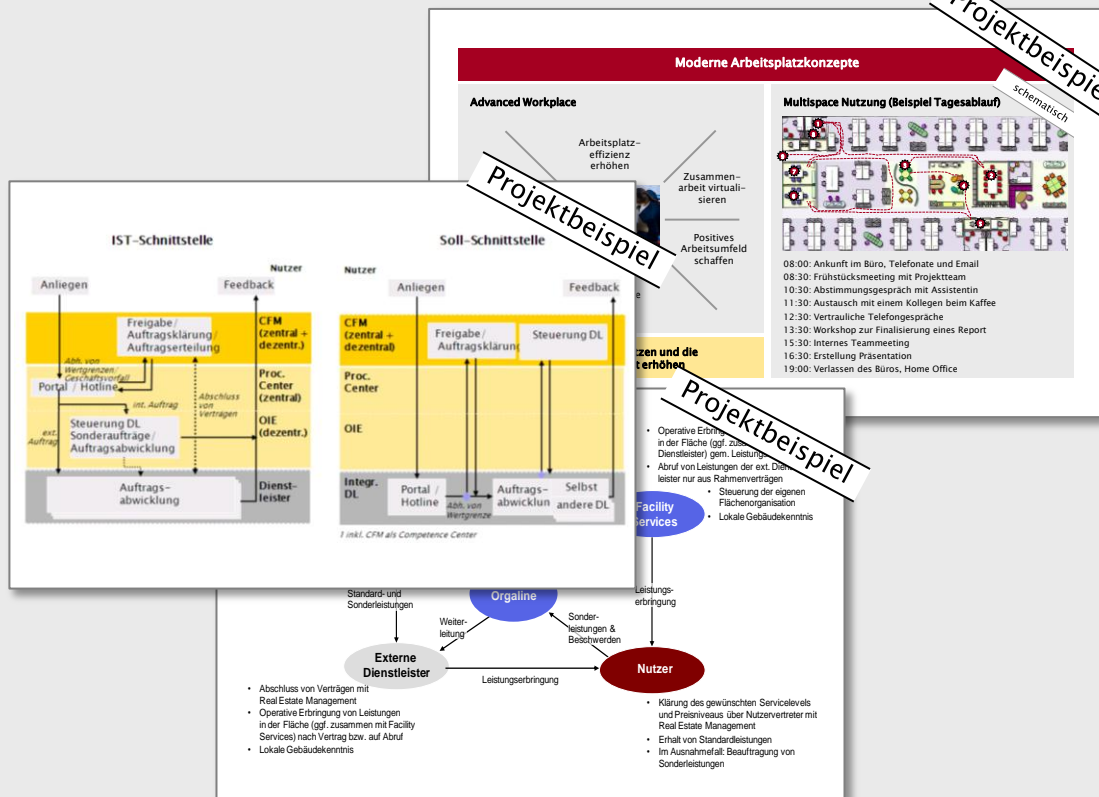 Projektbeispiel
Moderne Arbeitsplatzkonzepte
schematisch
Advanced Workplace
Arbeitsplatz-
effizienz
erhöhen
Zusammen-
arbeit virtuali-
sieren
Positives
Arbeitsumfeld
schaffen
Multispace Nutzung (Beispiel Tagesablauf)
08:00: Ankunft im Büro, Telefonate und Email
08:30: Frühstücksmeeting mit Projektteam
10:30: Abstimmungsgespräch mit Assistentin
11:30: Austausch mit einem Kollegen beim Kaffee
12:30: Vertrauliche Telefongespräche
13:30: Workshop zur Finalisierung eines Report
15:30: Internes Teammeeting
16:30: Erstellung Präsentation
19:00: Verlassen des Büros, Home Office
und die
erhöhen
Projektbeispiel
IST-Schnittstelle
Nutzer
Anliegen
Feedback
Freigabe/
Auftragsklärung/
Auftragserteilung
CFM
(zentral +
dezentr.)
Abh. von
Wertgrenzen/
Geschäftsvorfall
Portal / Hotline
Proc.
Center
(zentral)
int. Auftrag
Abschluss
von
Verträgen
ext.
Auftrag
Steuerung DL
Sonderaufträge/
Auftragsabwicklung
OIE
(dezentr.)
Auftrags-
abwicklung
Dienst-
leister
Soll-Schnittstelle
Nutzer
Anliegen
Feedback
CFM
(zentral +
dezentral)
Freigabe/
Auftragsklärung
Steuerung DL
Proc.
Center
OIE
Integr.
DL
Portal /
Hotline
Abh. von
Wertgrenze
Auftrags-
abwicklun
Selbst
andere DL
1 inkl. CFM als Competence Center
Projektbeispiel
• Operative Erbring
in der Fläche (ggf. zus
Dienstleister) gem. Leistungs
• Abruf von Leistungen der ext. Dien
leister nur aus Rahmenverträgen
• Steuerung der eigenen
Flächenorganisation
• Lokale Gebäudekenntnis
Facility
Services
Leistungs-
erbringung
Standard- und
Sonderleistungen
Orgaline
Weiter-
leitung
Sonder-
leistungen &
Beschwerden
Externe
Dienstleister
Leistungserbringung
Nutzer
• Abschluss von Verträgen mit
Real Estate Management
• Operative Erbringung von Leistungen
in der Fläche (ggf. zusammen mit Facility
Services) nach Vertrag bzw. auf Abruf
• Lokale Gebäudekenntnis
• Klärung des gewünschten Servicelevels
und Preisniveaus über Nutzervertreter mit
Real Estate Management
• Erhalt von Standardleistungen
• Im Ausnahmefall: Beauftragung von
Sonderleistungen